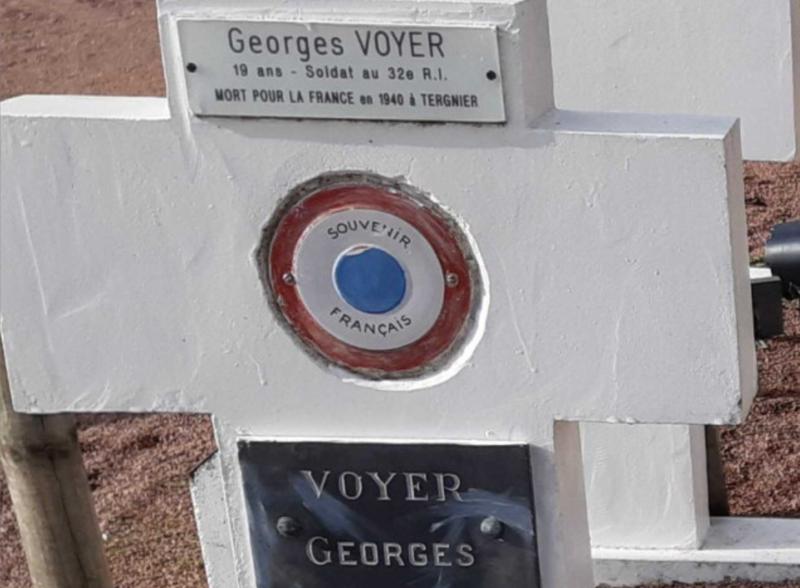 Georges VOYER
19 ans - Soldat au 32e R.I.
MORT POUR LA FRANCE en 1940 à TERGNIER
SOUVENIR
FRANÇAIS
VOYER
GEORGES